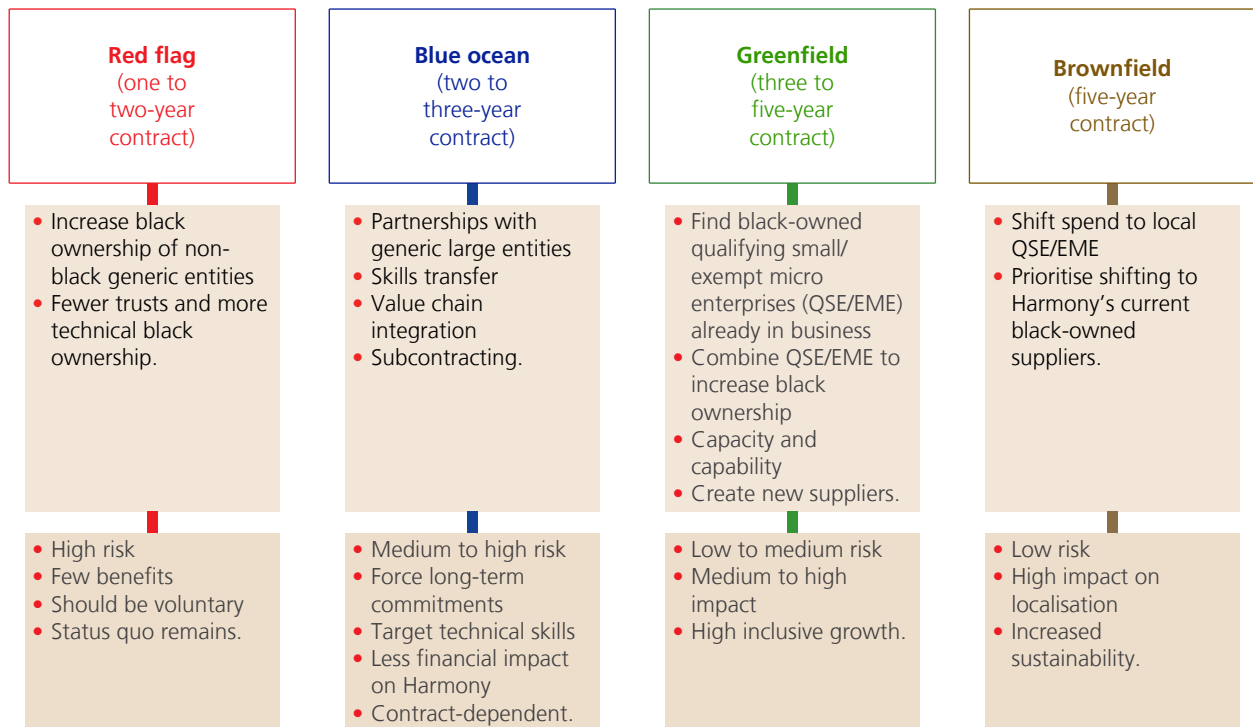 Red flag
(one to
two-year
contract)
Blue ocean
(two to
three-year
contract)
Greenfield
(three to
five-year
contract)
Brownfield
(five-year
contract)
• Increase black
ownership of non-
black generic entities
• Fewer trusts and more
technical black
ownership.
• Partnerships with
generic large entities
• Skills transfer
• Value chain
integration
• Subcontracting.
• Find black-owned
qualifying small/
exempt micro
enterprises (QSE/EME)
already in business
• Combine QSE/EME to
increase black
ownership
• Capacity and
capability
• Create new suppliers.
• Shift spend to local
QSE/EME
• Prioritise shifting to
Harmony’s current
black-owned
suppliers.
• High risk
• Few benefits
• Should be voluntary
• Status quo remains.
• Medium to high risk
• Force long-term
commitments
• Target technical skills
• Less financial impact
on Harmony
• Contract-dependent.
• Low to medium risk
• Medium to high
impact
• High inclusive growth.
• Low risk
• High impact on
localisation
• Increased
sustainability.